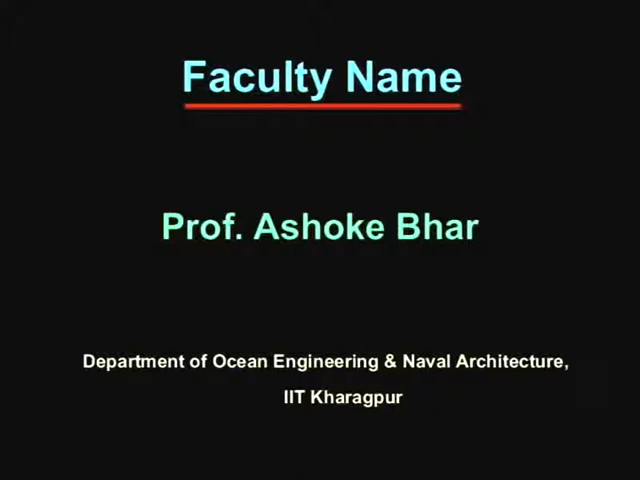 Faculty Name
Prof. Ashoke Bhar
Department of Ocean Engineering & Naval Architecture,
IIT Kharagpur